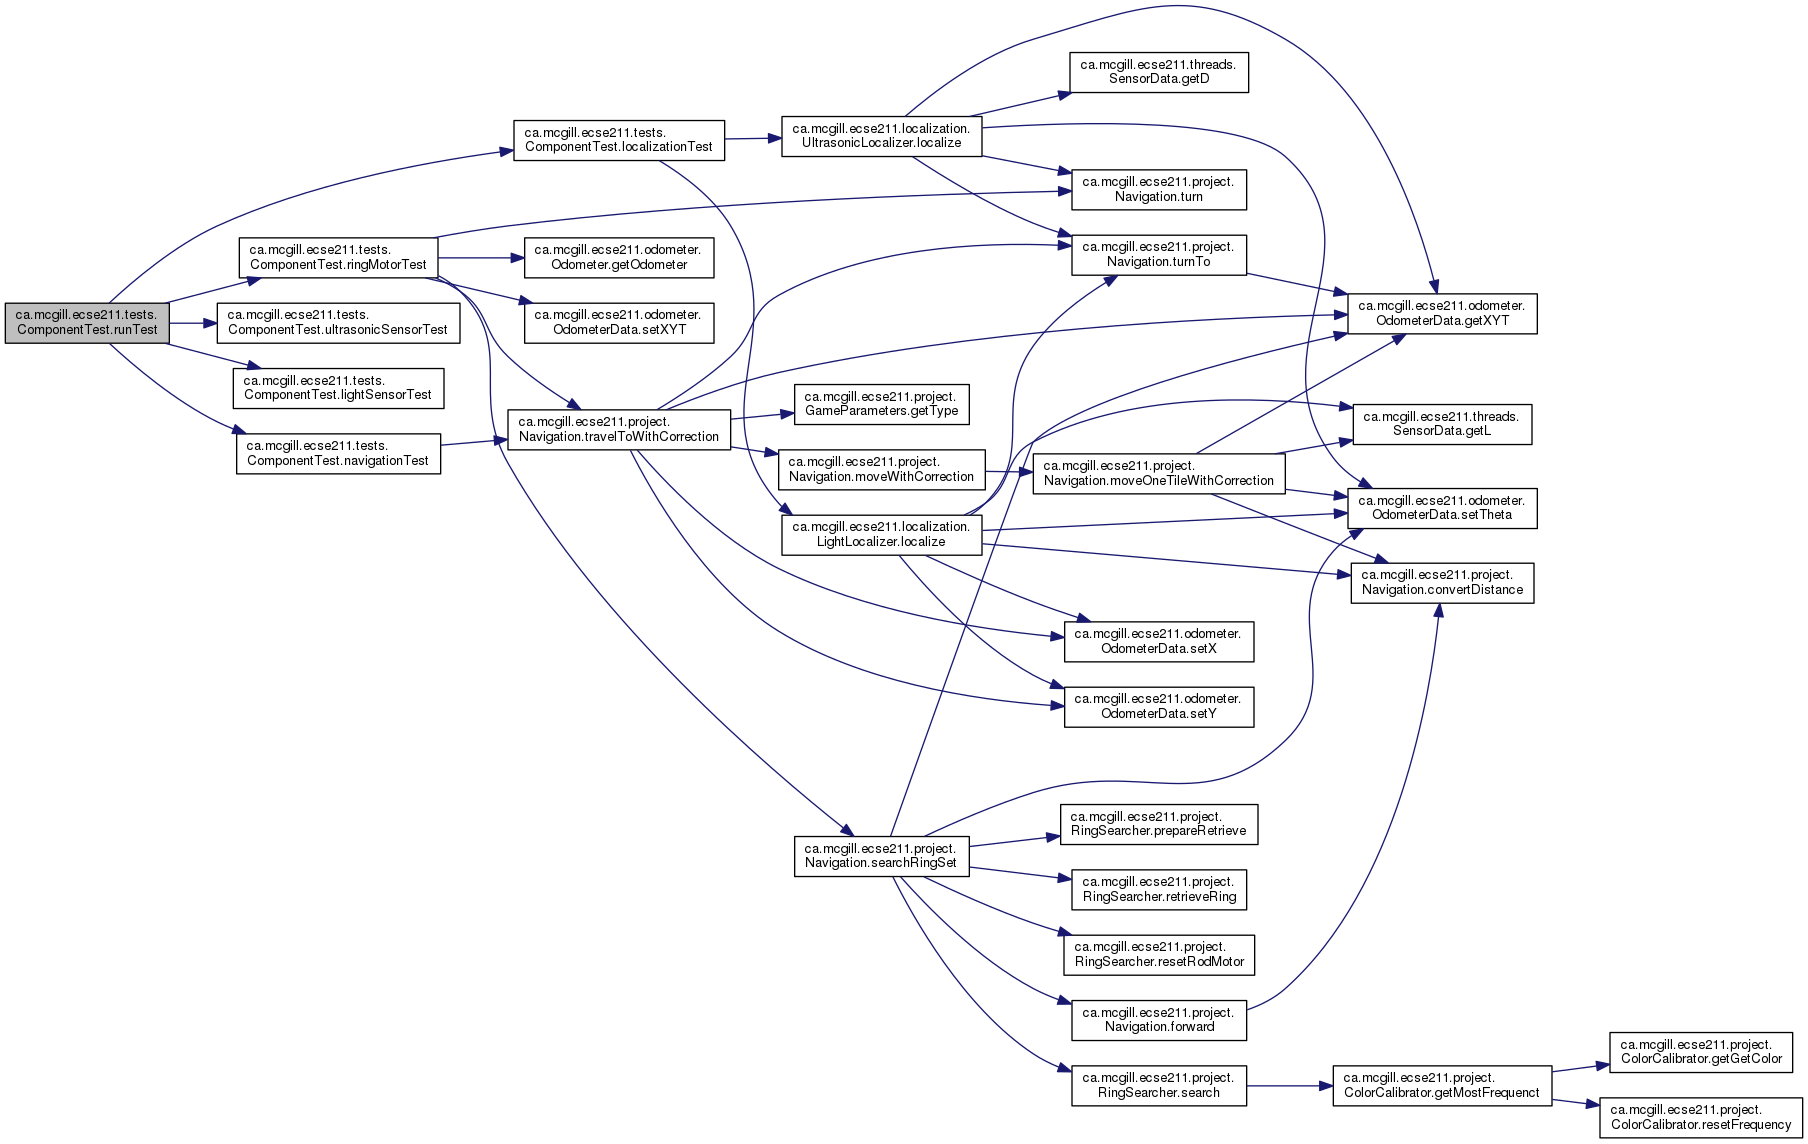 ca.mcgill.ecse211.tests.
ComponentTest.runTest
ca.mcgill.ecse211.tests.
ComponentTest.localizationTest
ca.mcgill.ecse211.tests.
ComponentTest.ringMotorTest
ca.mcgill.ecse211.tests.
ComponentTest.ultrasonicSensorTest
ca.mcgill.ecse211.tests.
ComponentTest.lightSensorTest
ca.mcgill.ecse211.tests.
ComponentTest.navigationTest
ca.mcgill.ecse211.odometer.
Odometer.getOdometer
ca.mcgill.ecse211.odometer.
OdometerData.setXYT
ca.mcgill.ecse211.project.
Navigation.travelToWithCorrection
ca.mcgill.ecse211.localization.
UltrasonicLocalizer.localize
ca.mcgill.ecse211.project.
GameParameters.getType
ca.mcgill.ecse211.project.
Navigation.moveWithCorrection
ca.mcgill.ecse211.localization.
LightLocalizer.localize
ca.mcgill.ecse211.project.
Navigation.searchRingSet
ca.mcgill.ecse211.threads.
SensorData.getD
ca.mcgill.ecse211.project.
Navigation.turn
ca.mcgill.ecse211.project.
Navigation.turnTo
ca.mcgill.ecse211.project.
Navigation.moveOneTileWithCorrection
ca.mcgill.ecse211.odometer.
OdometerData.setX
ca.mcgill.ecse211.odometer.
OdometerData.setY
ca.mcgill.ecse211.project.
RingSearcher.prepareRetrieve
ca.mcgill.ecse211.project.
RingSearcher.retrieveRing
ca.mcgill.ecse211.project.
RingSearcher.resetRodMotor
ca.mcgill.ecse211.project.
Navigation.forward
ca.mcgill.ecse211.project.
RingSearcher.search
ca.mcgill.ecse211.odometer.
OdometerData.getXYT
ca.mcgill.ecse211.threads.
SensorData.getL
ca.mcgill.ecse211.odometer.
OdometerData.setTheta
ca.mcgill.ecse211.project.
Navigation.convertDistance
ca.mcgill.ecse211.project.
ColorCalibrator.getMostFrequenct
ca.mcgill.ecse211.project.
ColorCalibrator.getGetColor
ca.mcgill.ecse211.project.
ColorCalibrator.resetFrequency